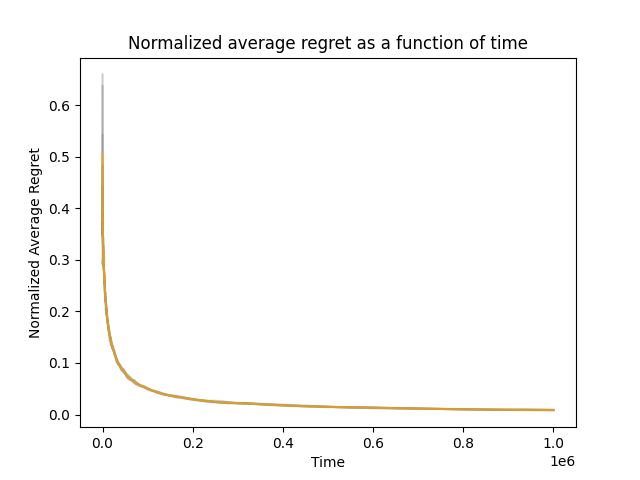 Normalized average regret as a function of time
Normalized Average Regret
0.6
0.5
0.4
0.3
0.2
0.1
0.0
0.0 0.2 0.4 0.6 0.8 1.0
1e6
Time